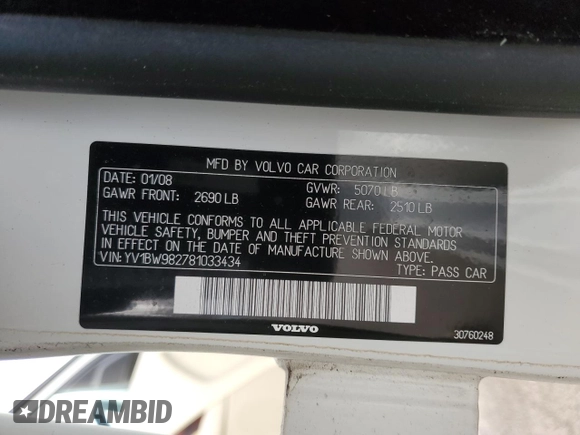 MFD BY VOLVO CAR CORPORATION
DATE: 01/08 GVWR: 5070 LB
GAWR FRONT: 2690 LB GAWR REAR: 2510 LB
THIS VEHICLE CONFORMS TO ALL APPLICABLE FEDERAL MOTOR
VEHICLE SAFETY, BUMPER AND THEFT PREVENTION STANDARDS
IN EFFECT ON THE DATE OF MANUFACTURE SHOWN ABOVE.
VIN:YV1BW982781033434 TYPE: PASS CAR
VOLVO 30760248
DREAMBID